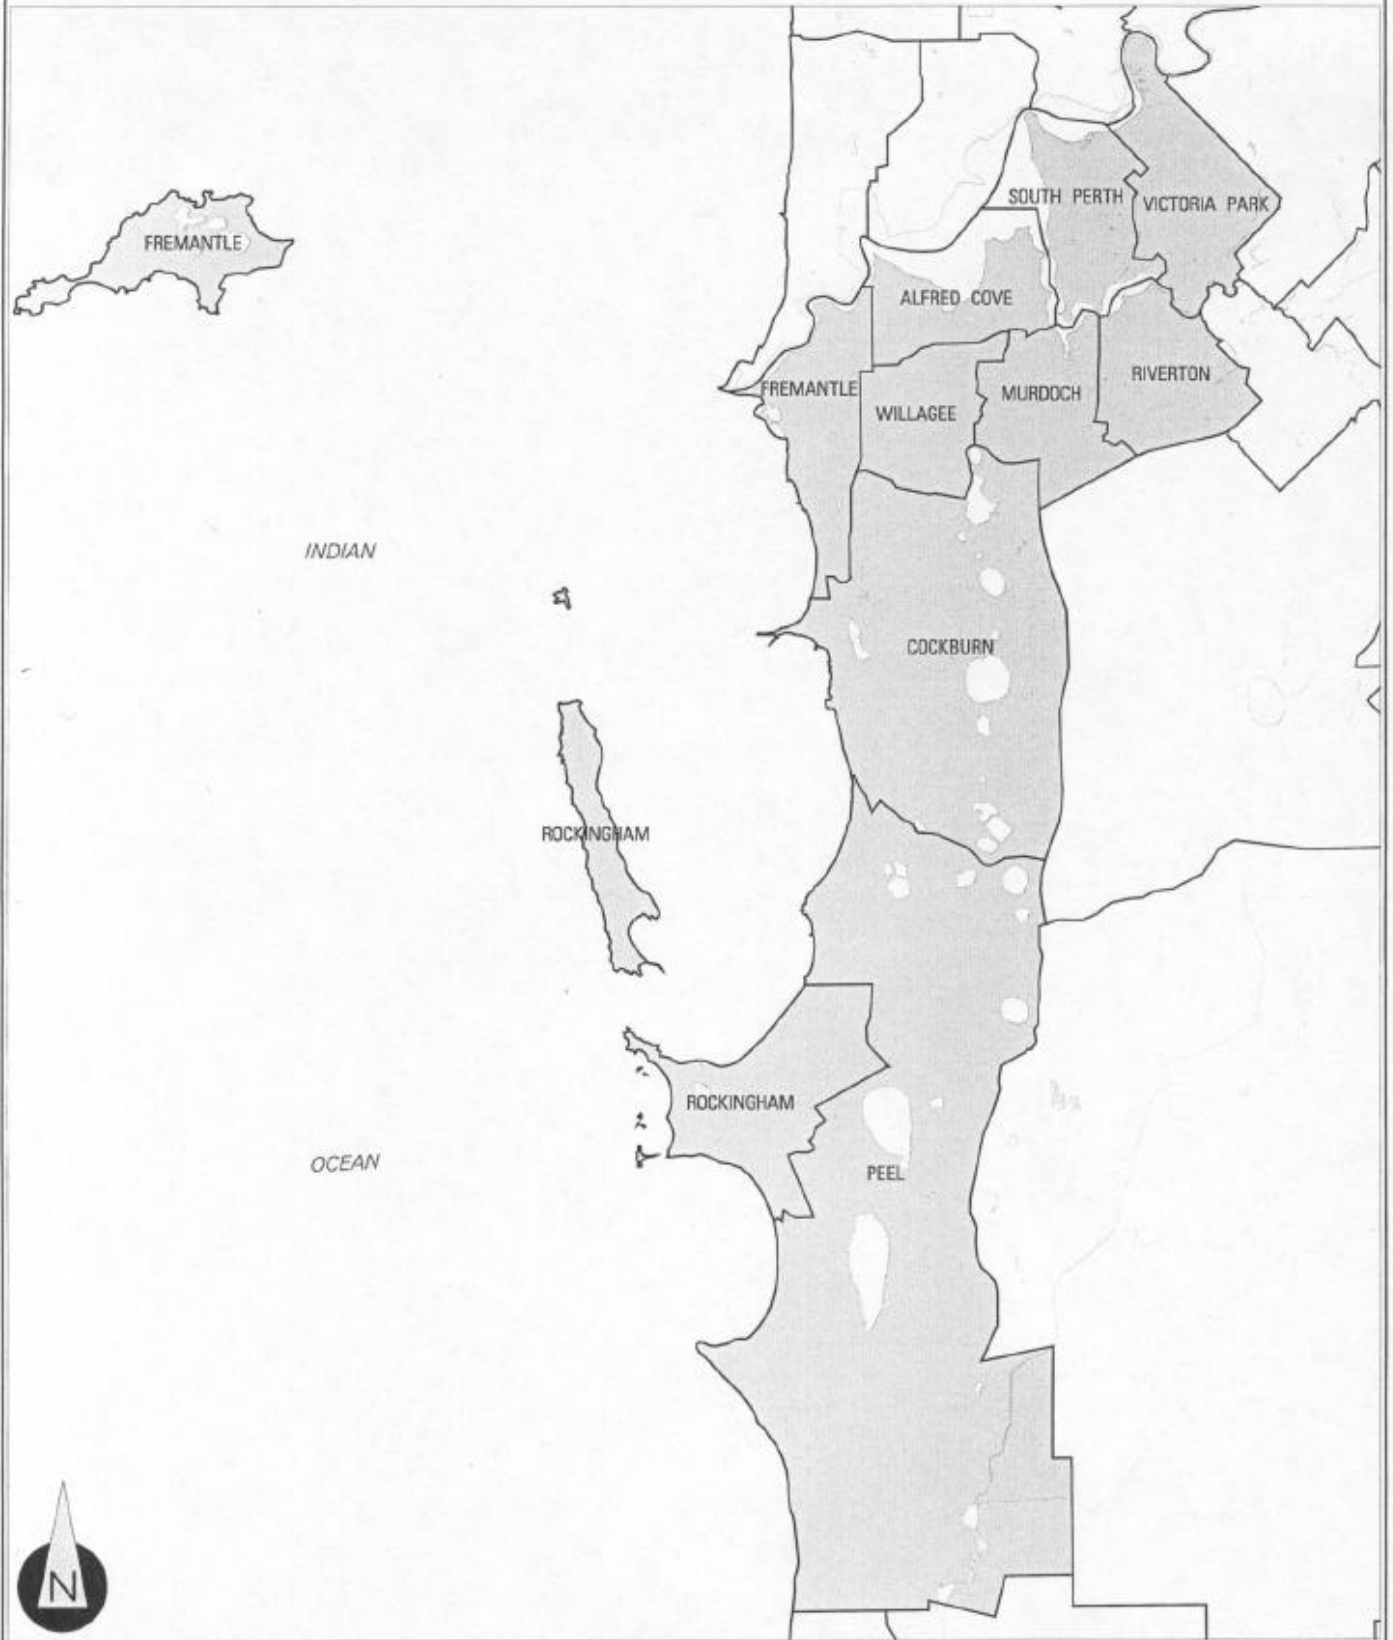 SOUTH PERTH
VICTORIA PARK
FREMANTLE
ALFRED COVE
RIVERTON
FREMANTLE
MURDOCH
WILLAGEE
INDIAN
COCKBURN
ROCKINGHAM
ROCKINGHAM
OCEAN
PEEL
N